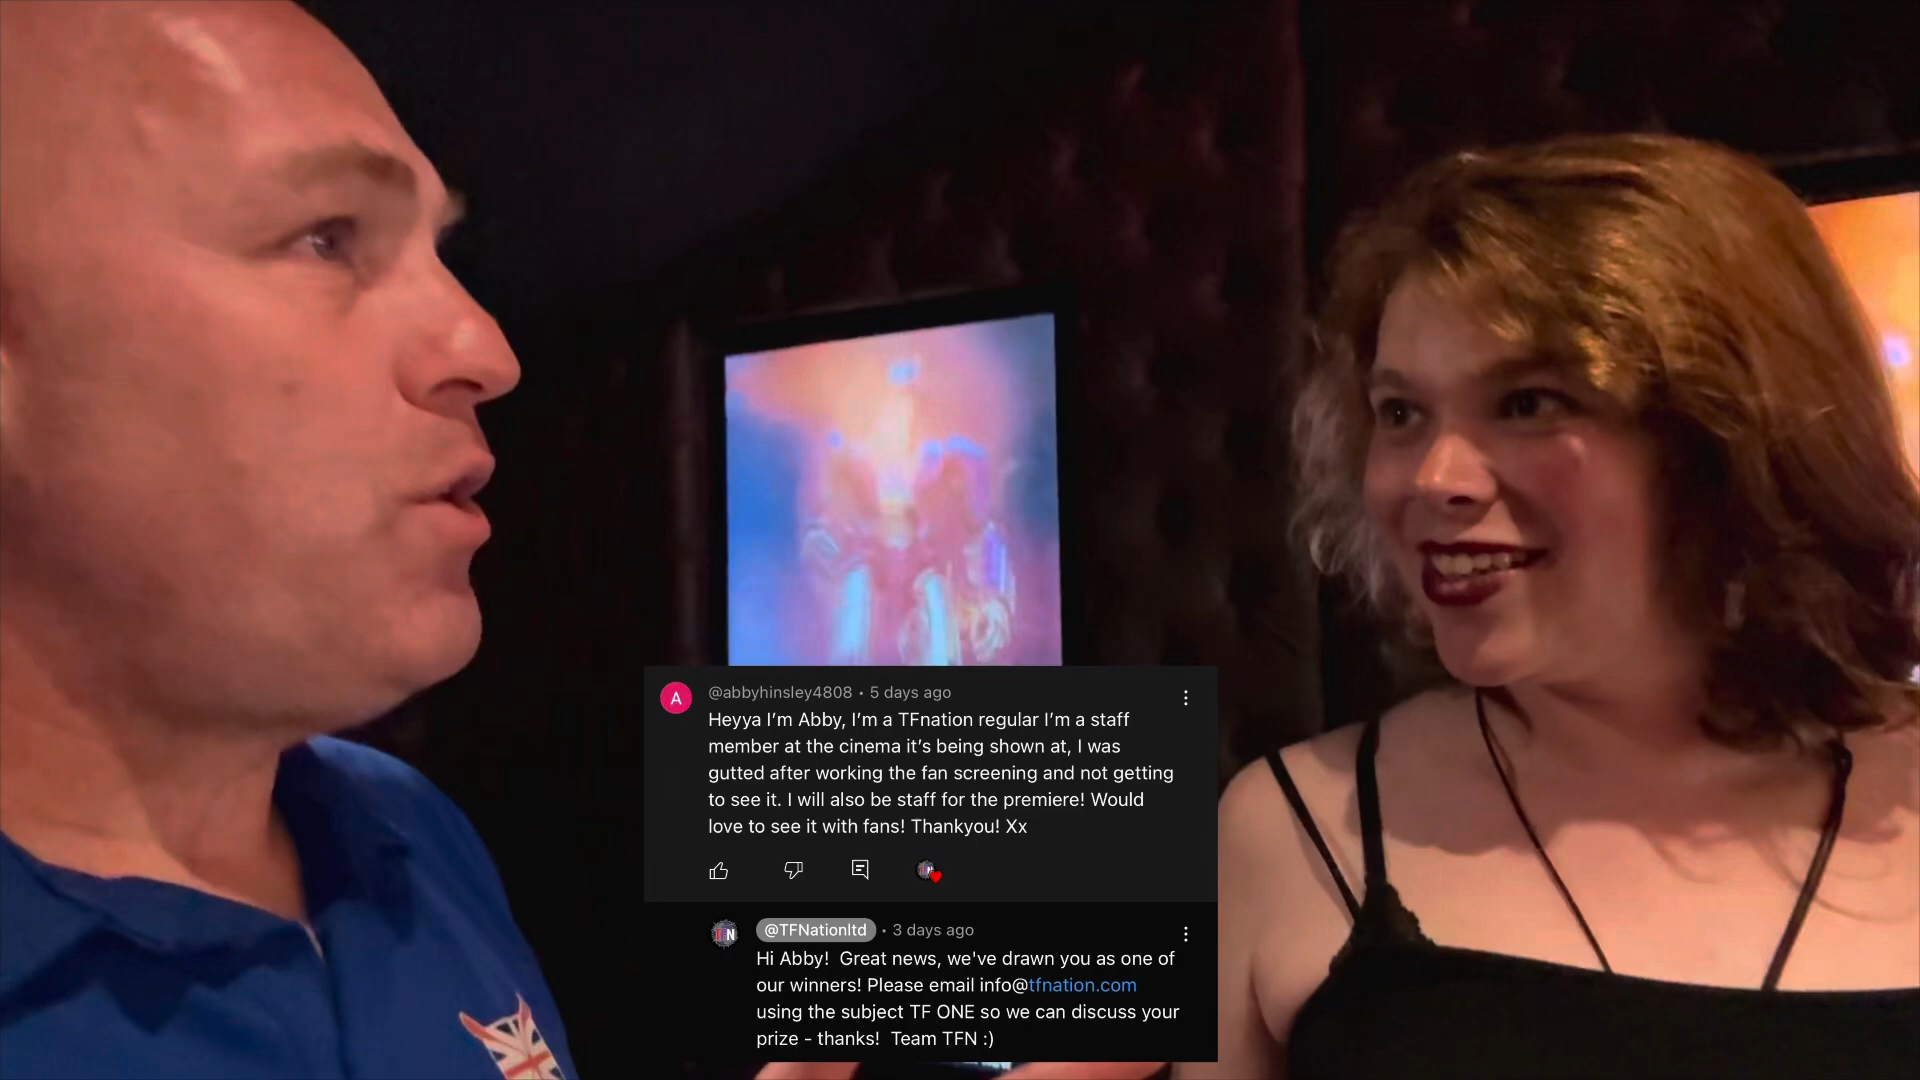 A
@abbyhinsley4808 • 5 days ago
Heyya I’m Abby, I’m a TFnation regular I’m a staff
member at the cinema it’s being shown at, I was
gutted after working the fan screening and not getting
to see it. I will also be staff for the premiere! Would
love to see it with fans! Thankyou! Xx
TFN
@TFNationltd • 3 days ago
Hi Abby!  Great news, we've drawn you as one of
our winners! Please email info@tfnation.com
using the subject TF ONE so we can discuss your
prize - thanks!  Team TFN :)